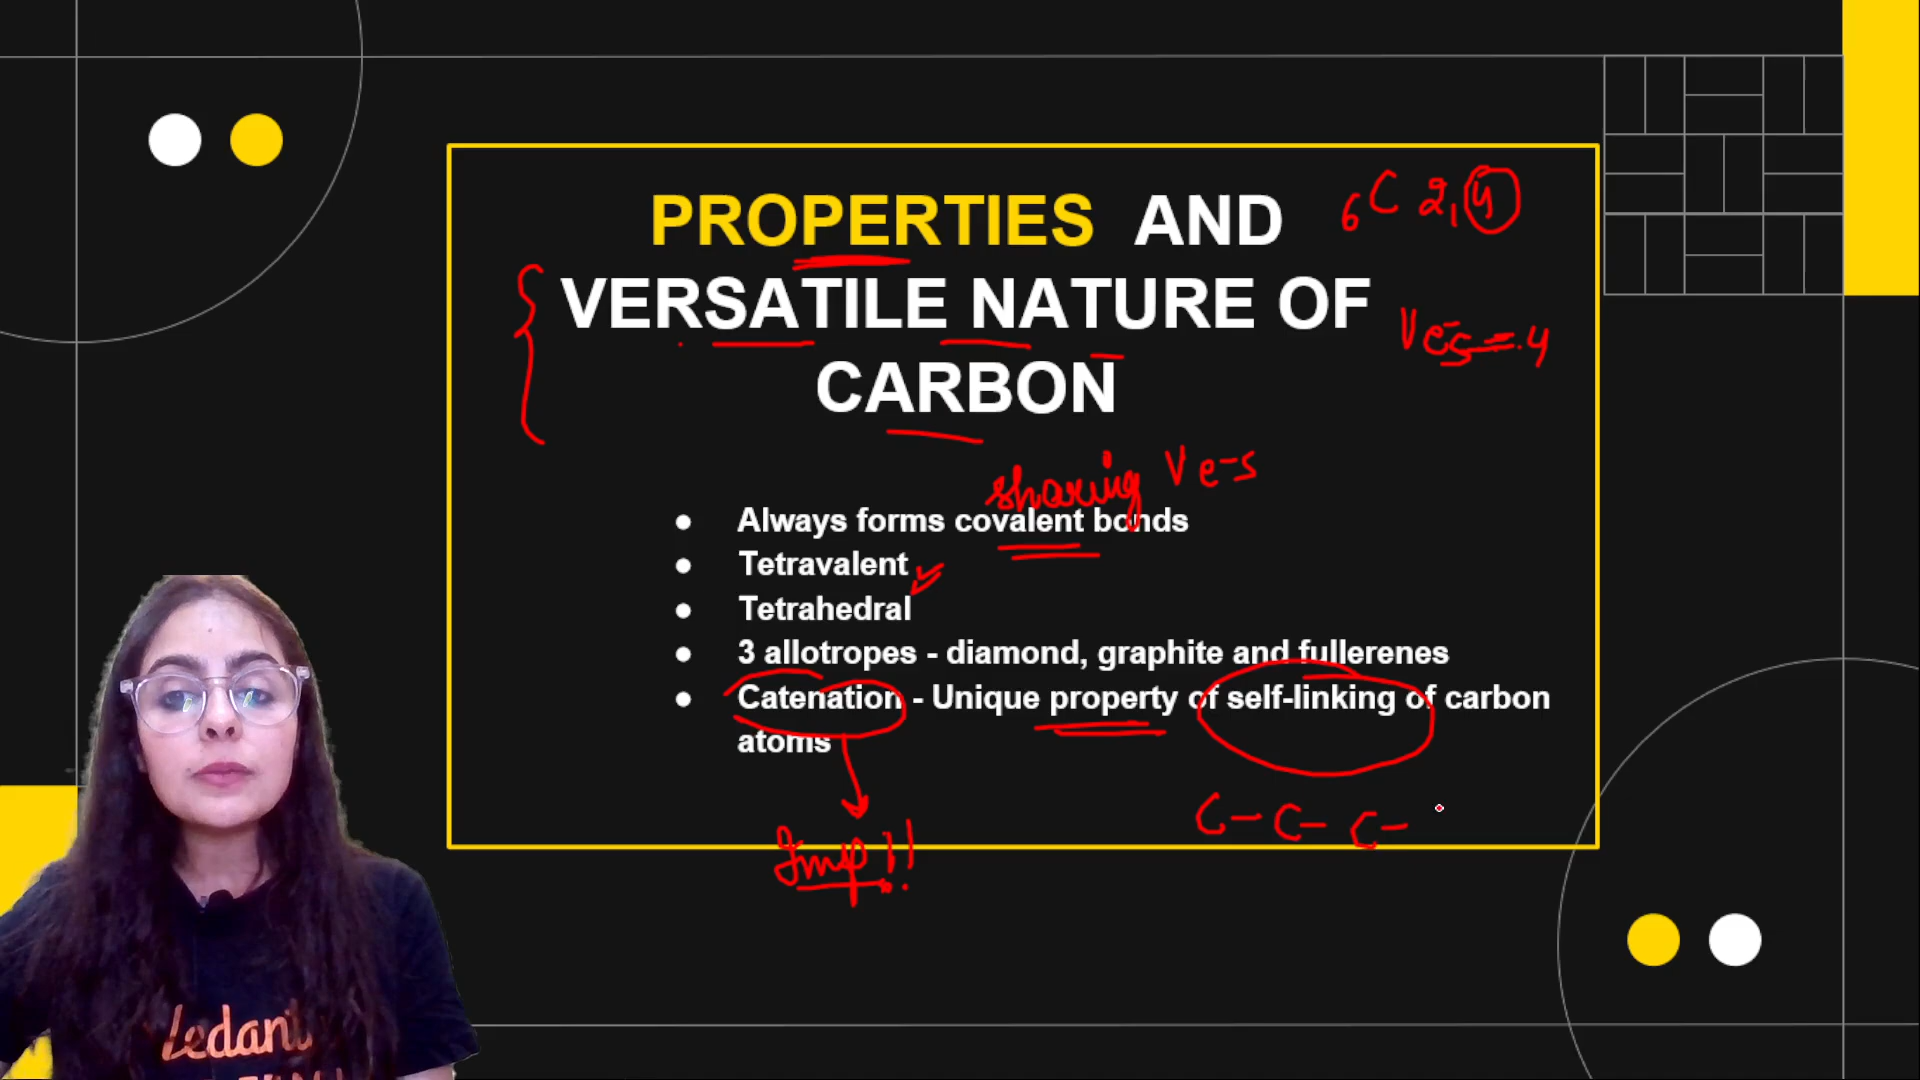 PROPERTIES AND
₆C 2,4
VERSATILE NATURE OF
Ve⁻s = 4
CARBON
sharing Ve⁻s
● Always forms covalent bonds
● Tetravalent
● Tetrahedral
● 3 allotropes - diamond, graphite and fullerenes
● Catenation - Unique property of self-linking of carbon
atoms
C-C-C-
Imp!!
Vedant